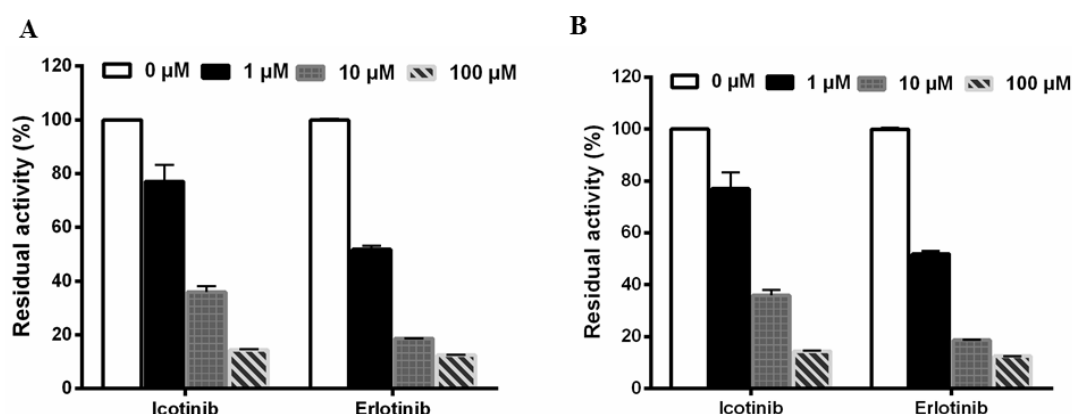 A
Residual activity (%)
0 μM
1 μM
10 μM
100 μM
120
100
80
60
40
20
0
Icotinib
Erlotinib
B
Residual activity (%)
0 μM
1 μM
10 μM
100 μM
120
100
80
60
40
20
0
Icotinib
Erlotinib